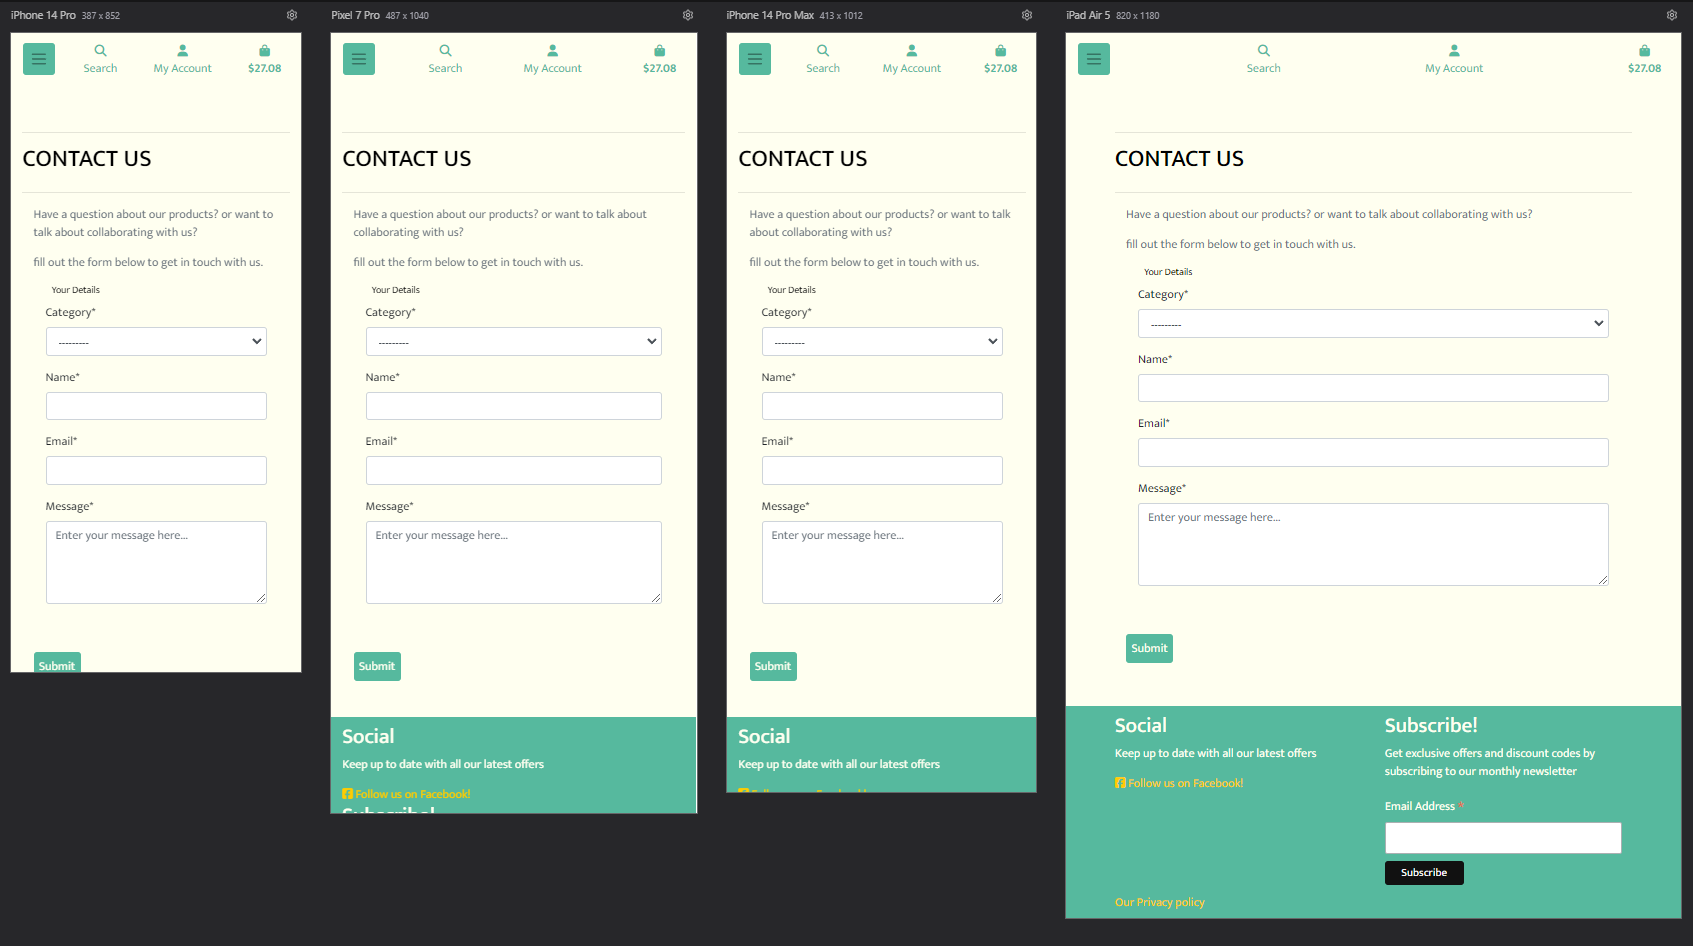 iPhone 14 Pro 387 x 852
Search
My Account
$27.08
CONTACT US
Have a question about our products? or want to
talk about collaborating with us?
fill out the form below to get in touch with us.
Your Details
Category*
---------
Name*
Email*
Message*
Enter your message here...
Submit
Pixel 7 Pro 487 x 1040
Search
My Account
$27.08
CONTACT US
Have a question about our products? or want to talk about
collaborating with us?
fill out the form below to get in touch with us.
Your Details
Category*
---------
Name*
Email*
Message*
Enter your message here...
Submit
Social
Keep up to date with all our latest offers
Follow us on Facebook!
Subscribe!
iPhone 14 Pro Max 413 x 1012
Search
My Account
$27.08
CONTACT US
Have a question about our products? or want to talk
about collaborating with us?
fill out the form below to get in touch with us.
Your Details
Category*
---------
Name*
Email*
Message*
Enter your message here...
Submit
Social
Keep up to date with all our latest offers
iPad Air 5 820 x 1180
Search
My Account
$27.08
CONTACT US
Have a question about our products? or want to talk about collaborating with us?
fill out the form below to get in touch with us.
Your Details
Category*
---------
Name*
Email*
Message*
Enter your message here...
Submit
Social
Keep up to date with all our latest offers
Follow us on Facebook!
Our Privacy policy
Subscribe!
Get exclusive offers and discount codes by
subscribing to our monthly newsletter
Email Address *
Subscribe